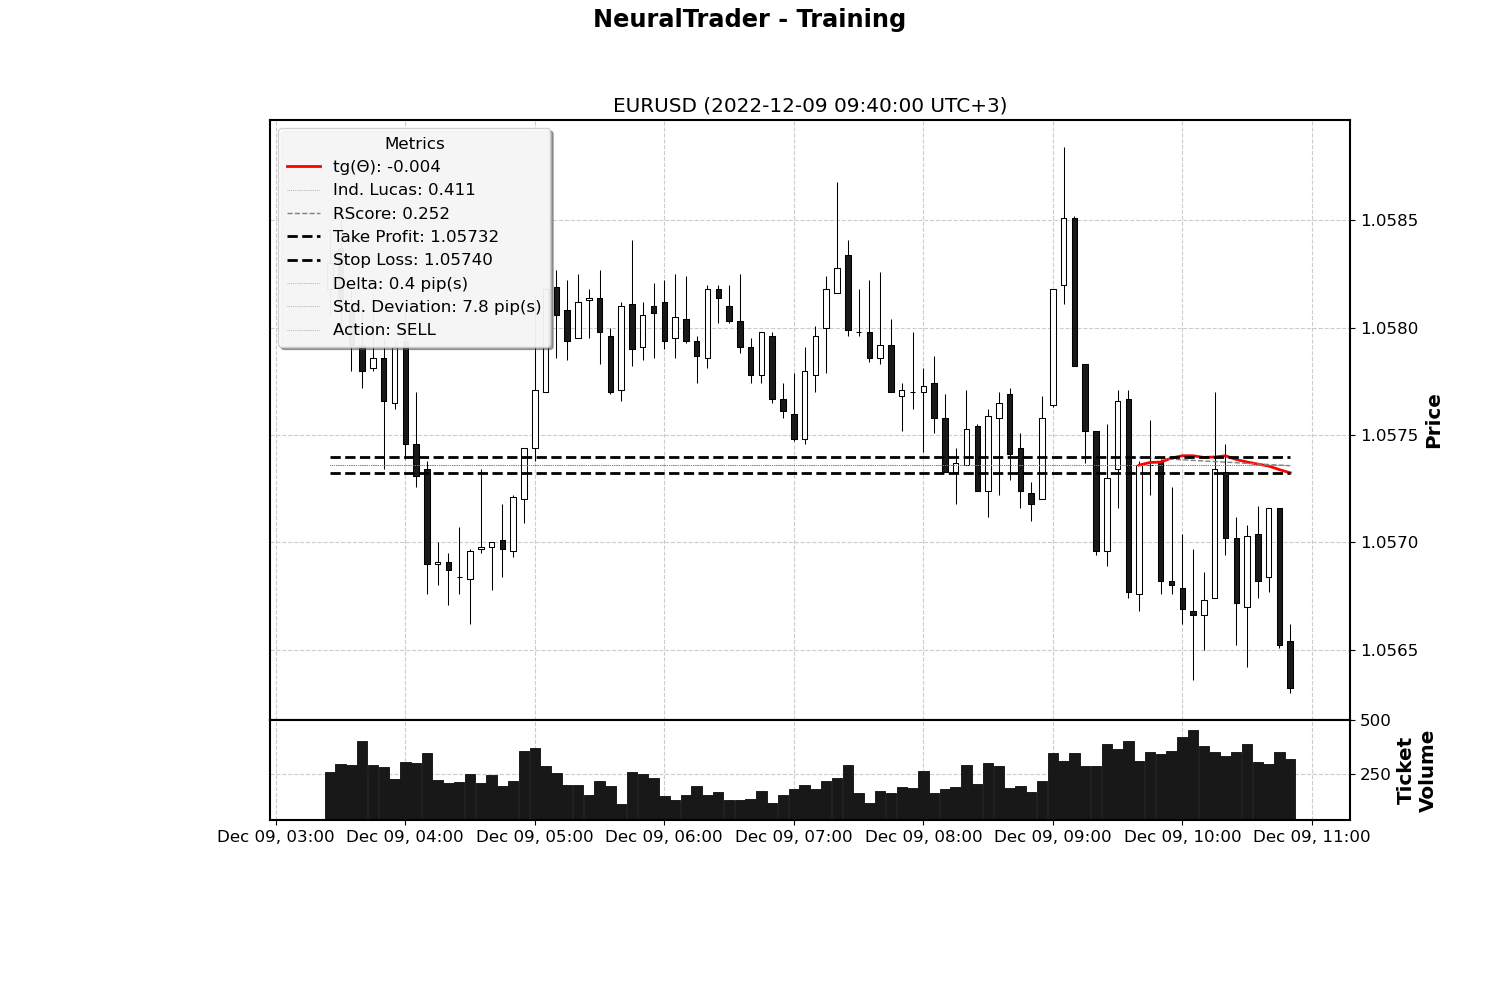 NeuralTrader - Training
EURUSD (2022-12-09 09:40:00 UTC+3)
Metrics
tg(Θ): -0.004
Ind. Lucas: 0.411
RScore: 0.252
Take Profit: 1.05732
Stop Loss: 1.05740
Delta: 0.4 pip(s)
Std. Deviation: 7.8 pip(s)
Action: SELL
1.0585
1.0580
1.0575
1.0570
1.0565
Price
500
250
Ticket
Volume
Dec 09, 03:00
Dec 09, 04:00
Dec 09, 05:00
Dec 09, 06:00
Dec 09, 07:00
Dec 09, 08:00
Dec 09, 09:00
Dec 09, 10:00
Dec 09, 11:00